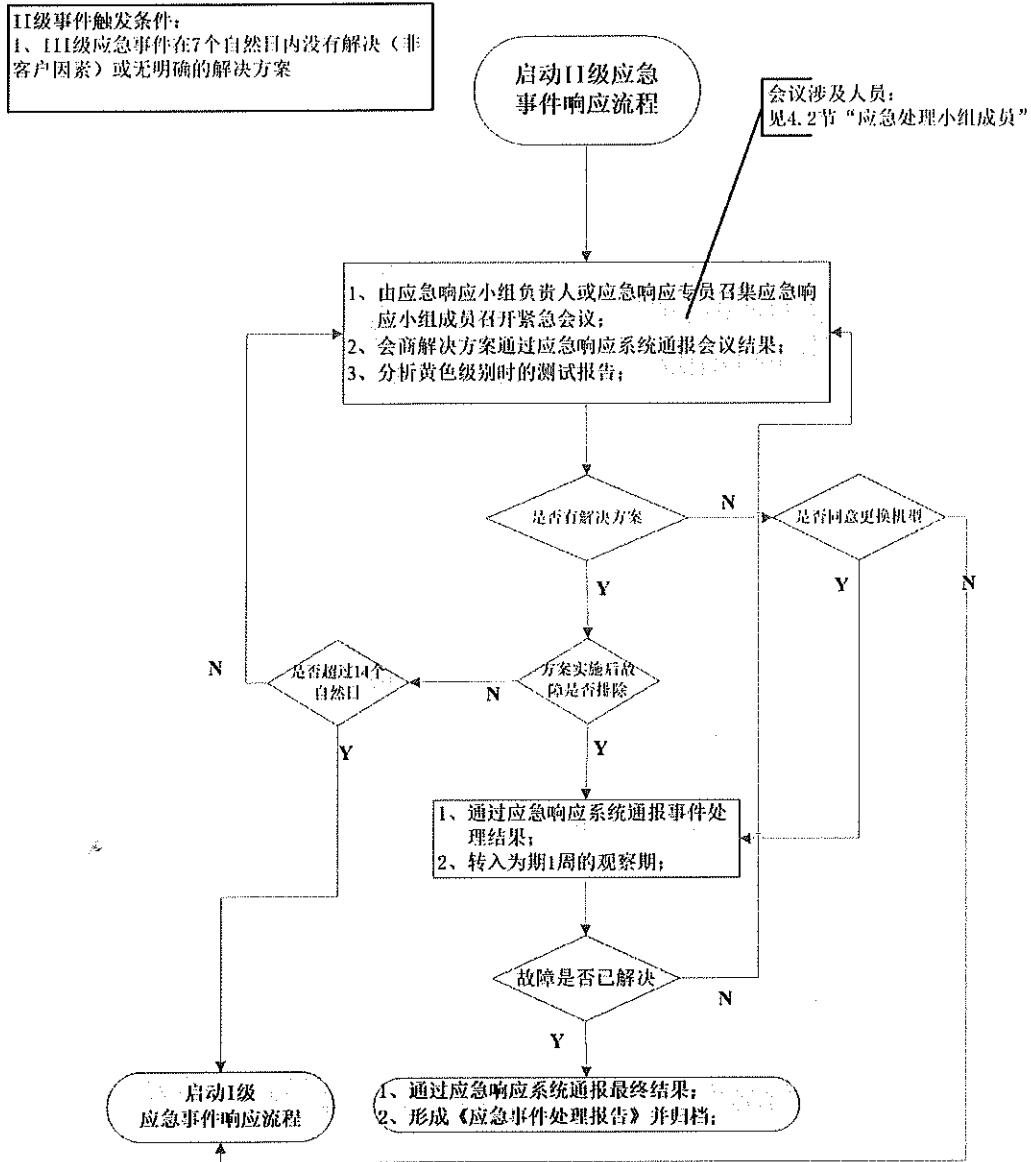 II级事件触发条件：
1、III级应急事件在7个自然日内没有解决（非
客户因素）或无明确的解决方案
启动II级应急
事件响应流程
会议涉及人员：
见4.2节“应急处理小组成员”
1、由应急响应小组负责人或应急响应专员召集应急响
应小组成员召开紧急会议；
2、会商解决方案通过应急响应系统通报会议结果；
3、分析黄色级别时的测试报告；
是否有解决方案
N
是否同意更换机型
Y
Y
N
是否超过14个
自然日
N
方案实施后故
障是否排除
N
Y
Y
1、通过应急响应系统通报事件处
理结果；
2、转入为期1周的观察期；
故障是否已解决
N
Y
启动I级
应急事件响应流程
1、通过应急响应系统通报最终结果；
2、形成《应急事件处理报告》并归档；